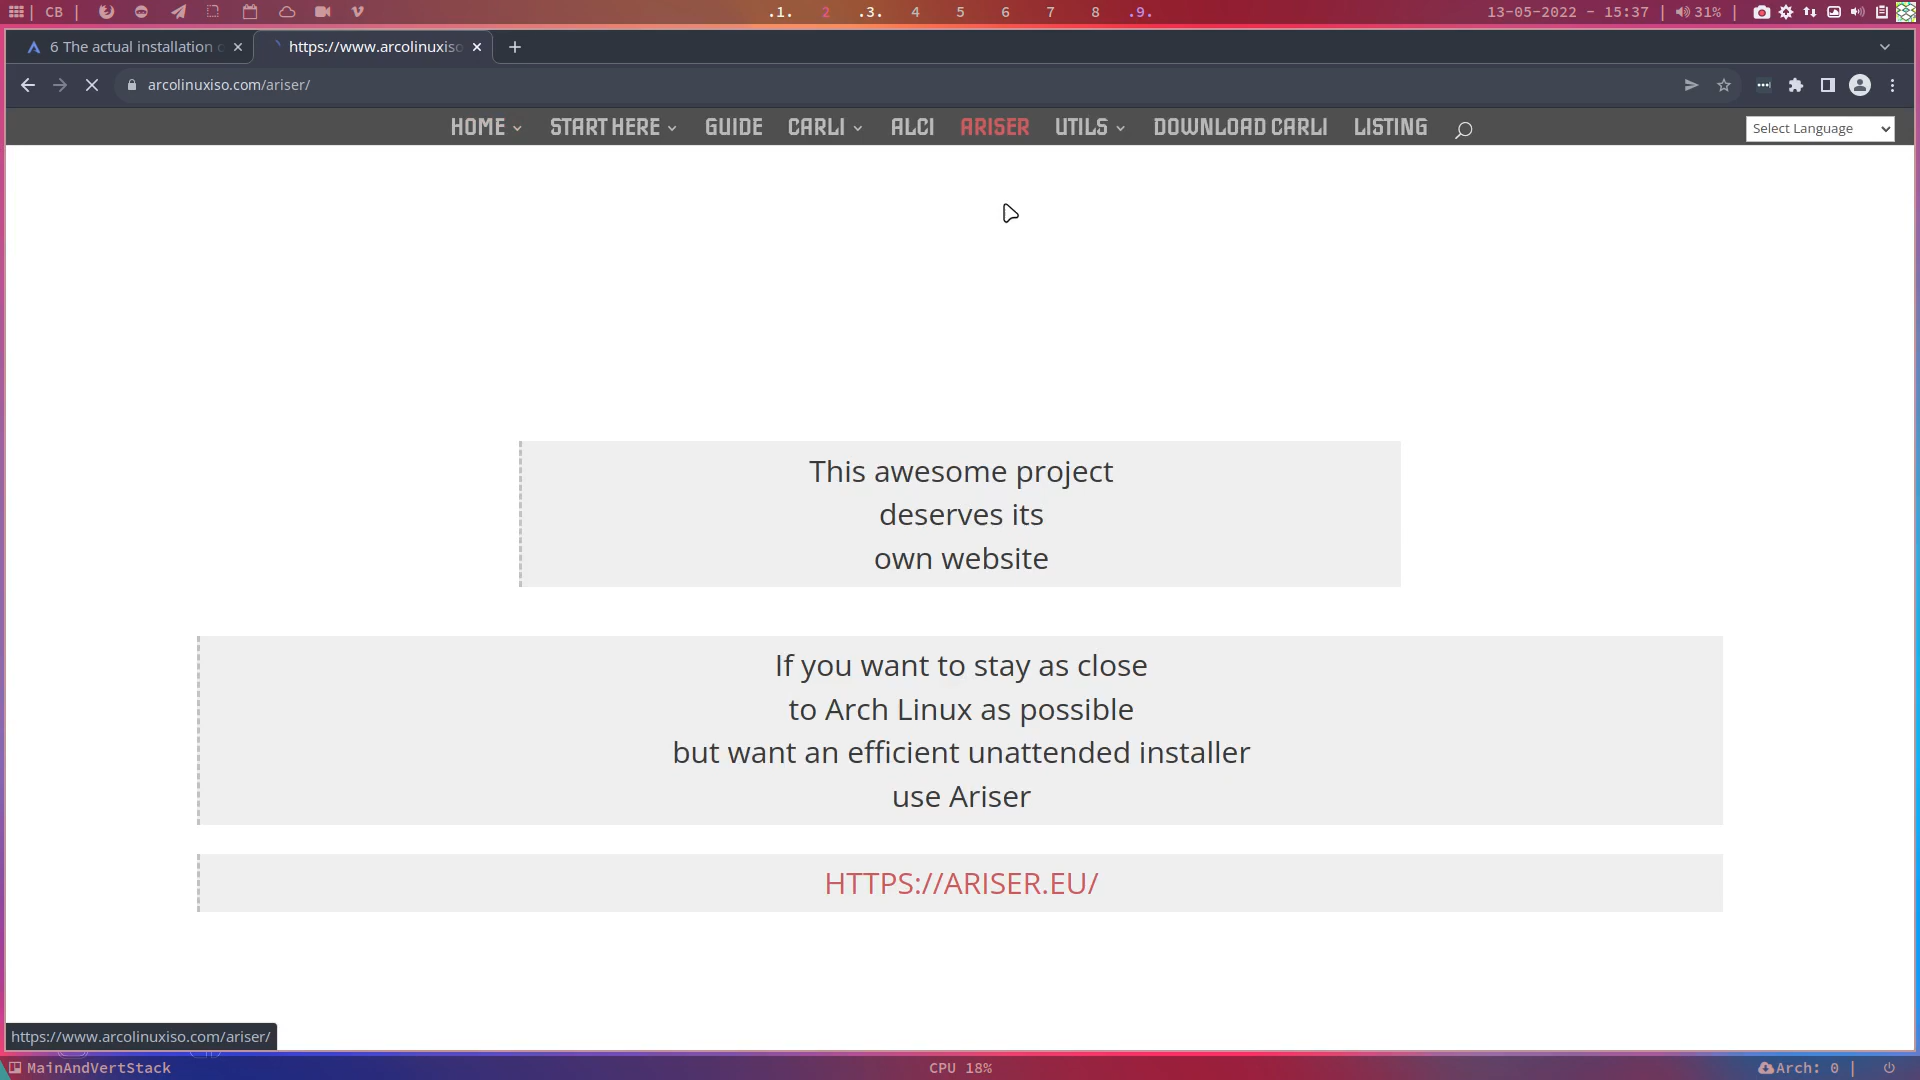 CB
.1. 2 .3. 4 5 6 7 8 .9.
13-05-2022 - 15:37 | 31% |
6 The actual installation
https://www.arcolinuxiso
arcolinuxiso.com/ariser/
HOME START HERE GUIDE CARLI ALCI ARISER UTILS DOWNLOAD CARLI LISTING
Select Language
This awesome project
deserves its
own website
If you want to stay as close
to Arch Linux as possible
but want an efficient unattended installer
use Ariser
HTTPS://ARISER.EU/
https://www.arcolinuxiso.com/ariser/
MainAndVertStack
CPU 18%
Arch: 0 |